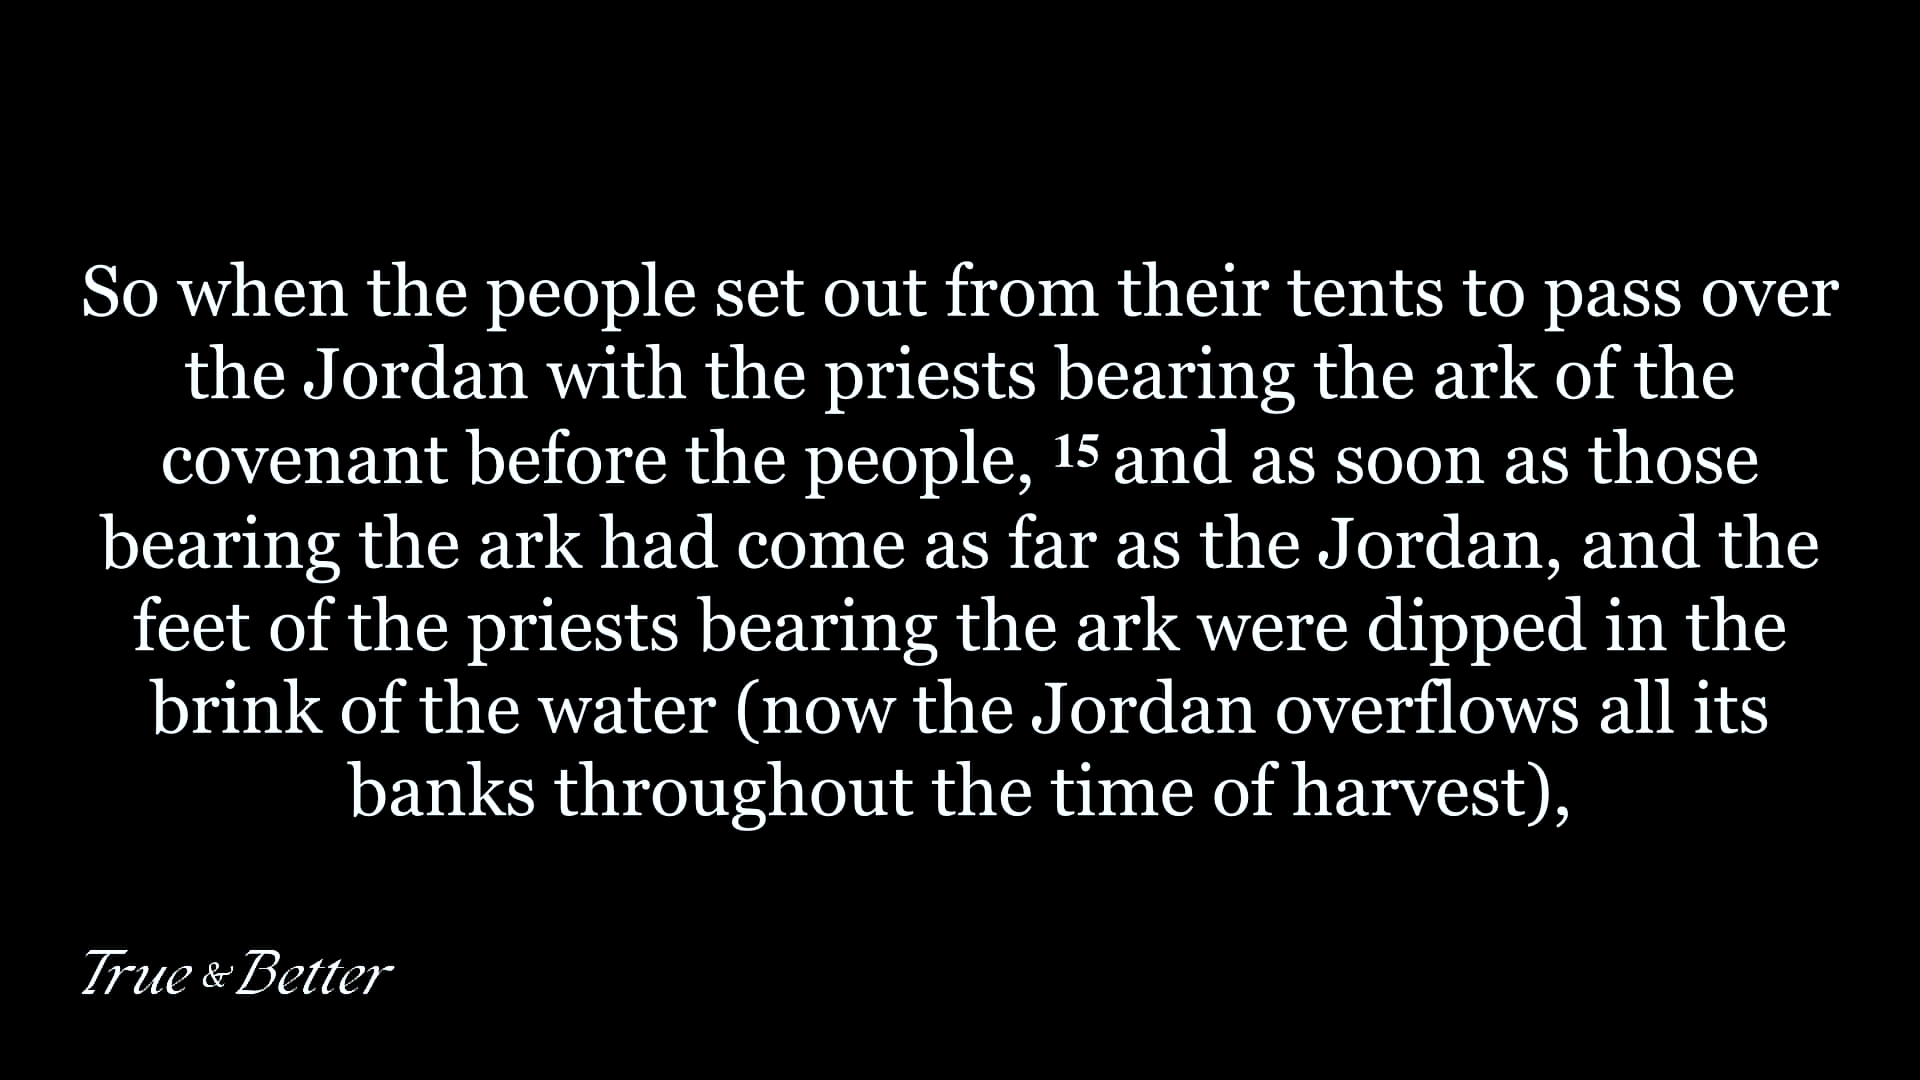 So when the people set out from their tents to pass over
the Jordan with the priests bearing the ark of the
covenant before the people, 15 and as soon as those
bearing the ark had come as far as the Jordan, and the
feet of the priests bearing the ark were dipped in the
brink of the water (now the Jordan overflows all its
banks throughout the time of harvest),
True & Better